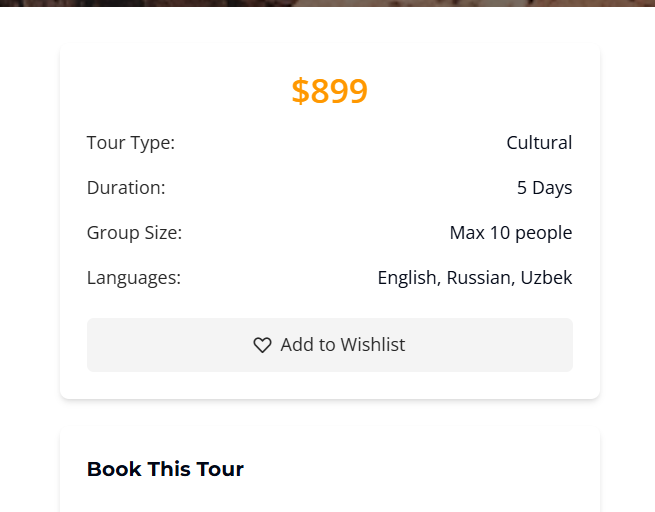 $899
Tour Type: Cultural
Duration: 5 Days
Group Size: Max 10 people
Languages: English, Russian, Uzbek
Add to Wishlist
Book This Tour